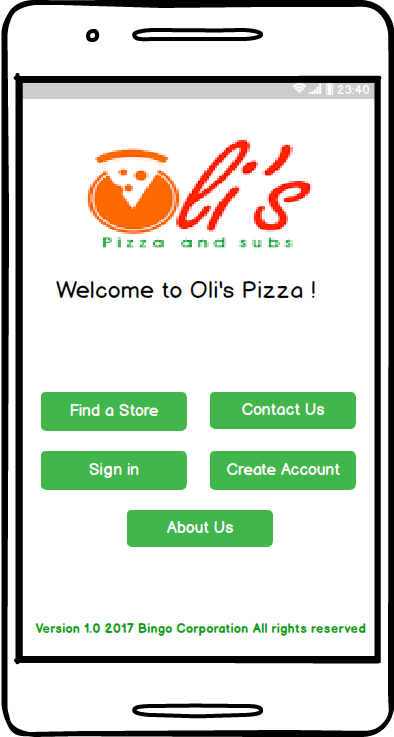 23:40
Oli's
Pizza and subs
Welcome to Oli's Pizza !
Find a Store
Contact Us
Sign in
Create Account
About Us
Version 1.0 2017 Bingo Corporation All rights reserved